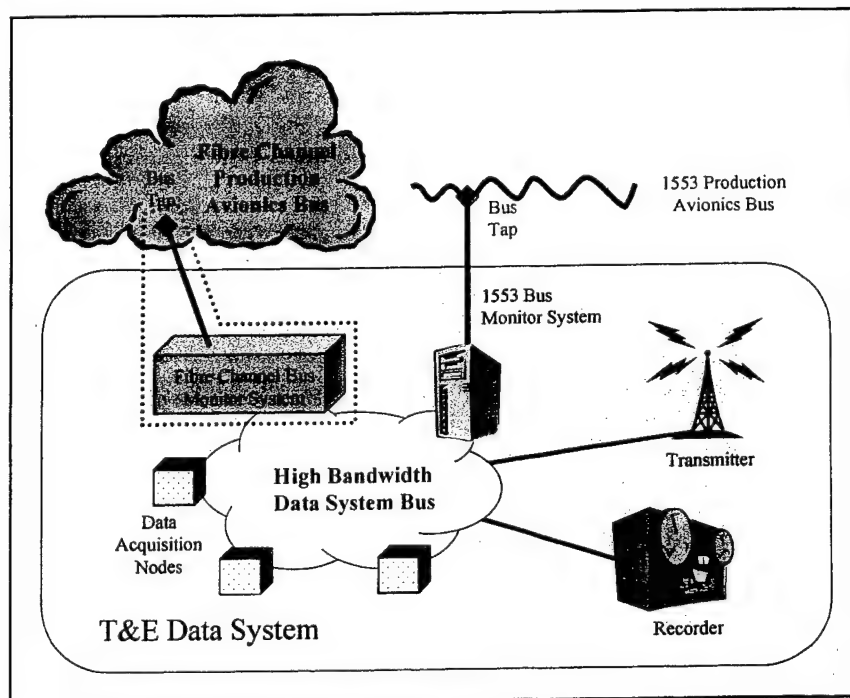 Fibre Channel
Production
Avionics Bus
Bus
Tap
1553 Production
Avionics Bus
Bus
Tap
1553 Bus
Monitor System
Fibre Channel Bus
Monitor System
Transmitter
High Bandwidth
Data System Bus
Data
Acquisition
Nodes
Recorder
T&E Data System